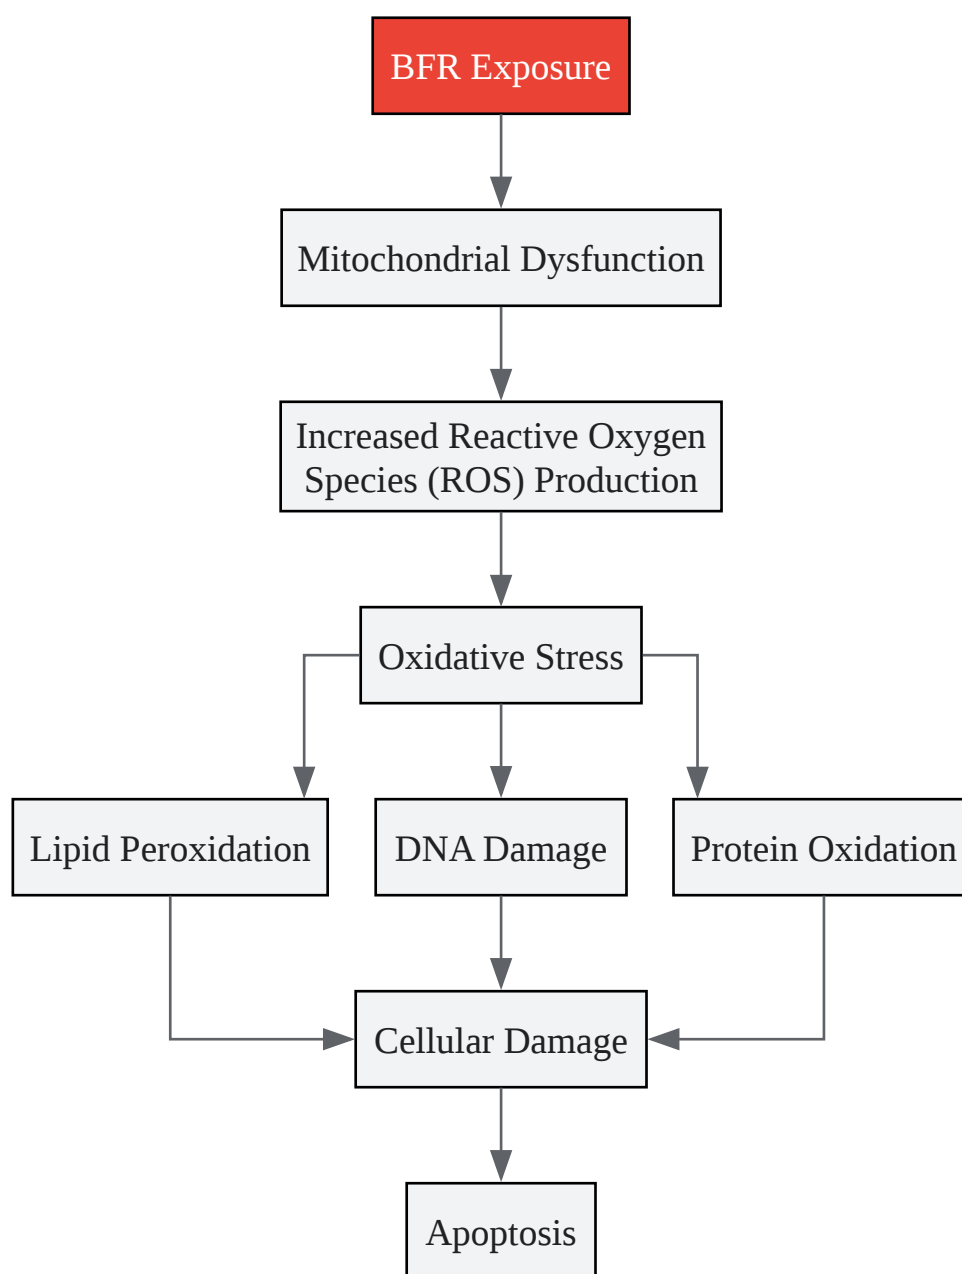 BFR Exposure
Mitochondrial Dysfunction
Increased Reactive Oxygen
Species (ROS) Production
Oxidative Stress
Lipid Peroxidation
DNA Damage
Protein Oxidation
Cellular Damage
Apoptosis